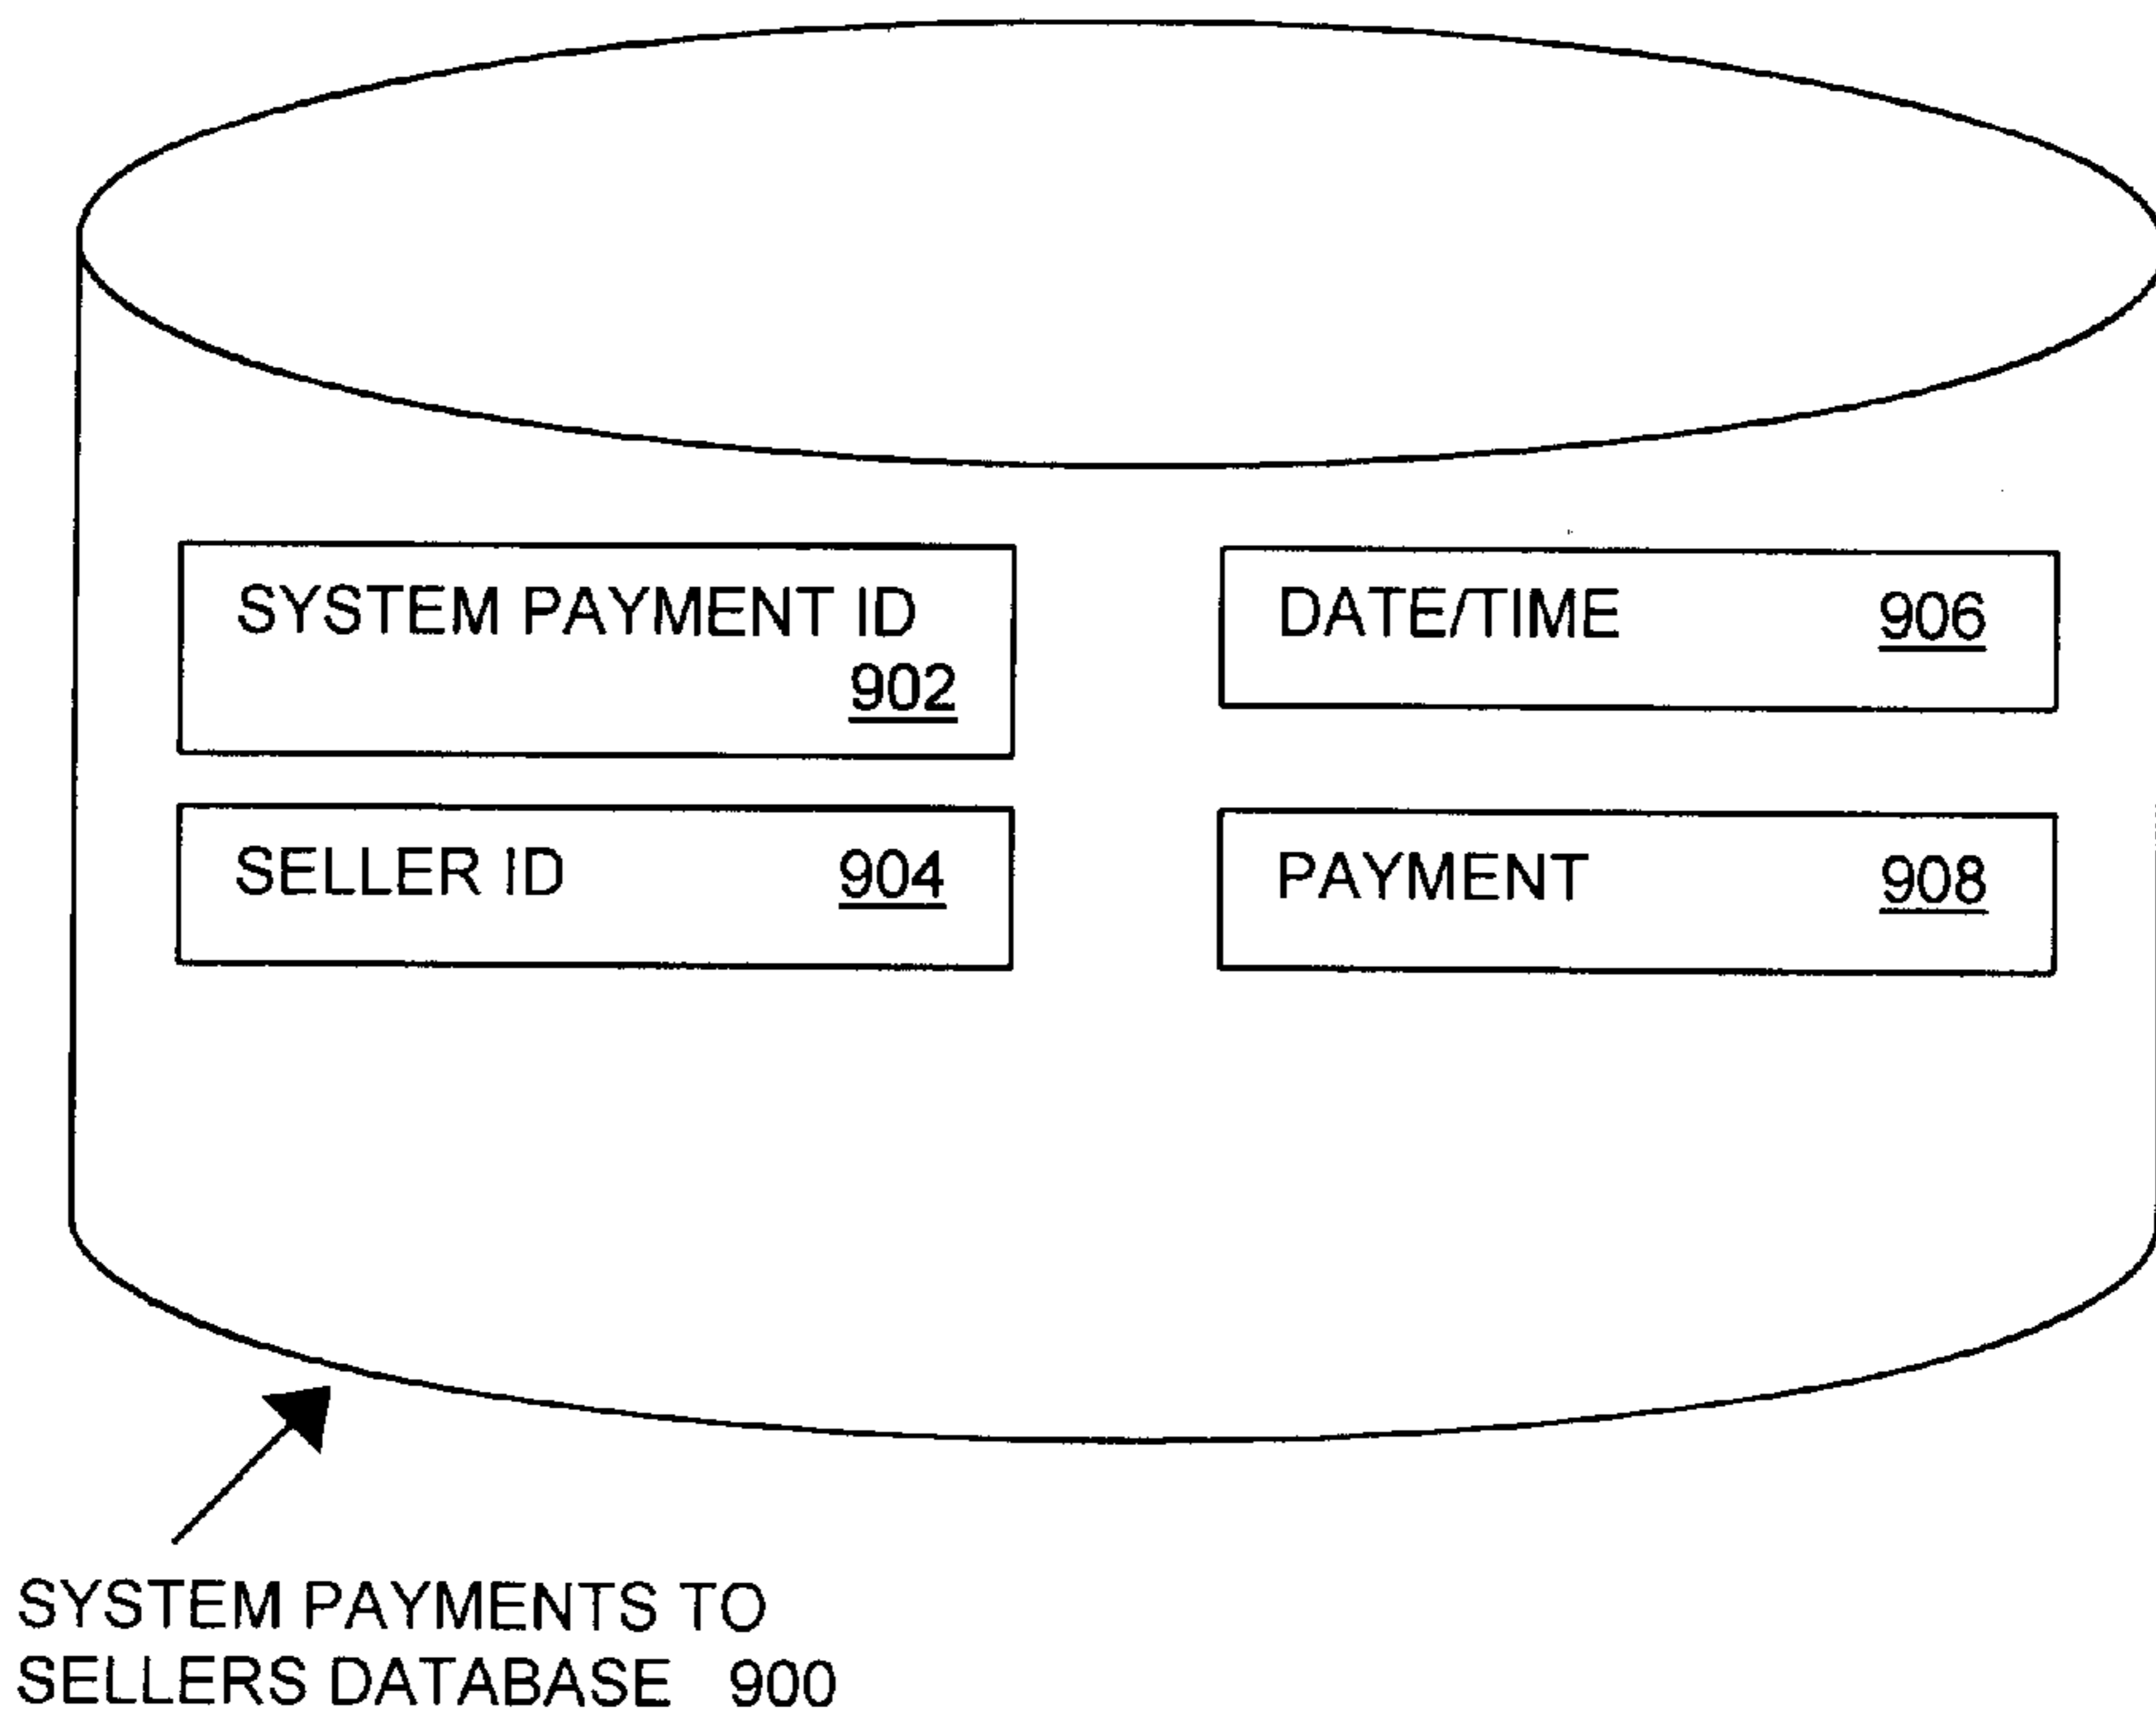 SYSTEM PAYMENT ID
902
DATE/TIME 906
SELLER ID 904
PAYMENT 908
SYSTEM PAYMENTS TO
SELLERS DATABASE 900